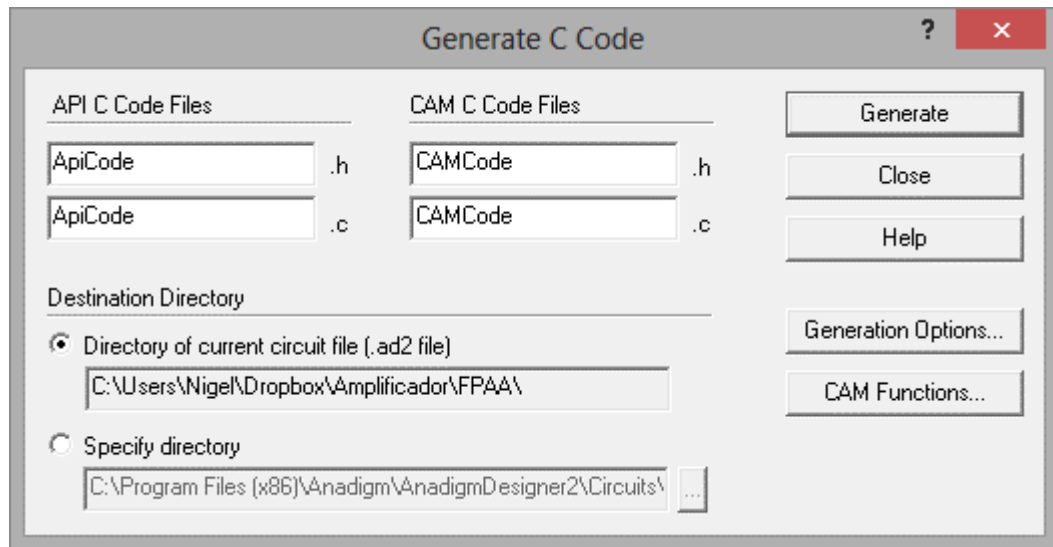 Generate C Code
?
×
API C Code Files
CAM C Code Files
ApiCode
.h
CAMCode
.h
ApiCode
.c
CAMCode
.c
Generate
Close
Help
Destination Directory
Directory of current circuit file (.ad2 file)
C:\Users\Nigel\Dropbox\Amplificador\FPAA\
Specify directory
C:\Program Files (x86)\Anadigm\AnadigmDesigner2\Circuits\
...
Generation Options...
CAM Functions...